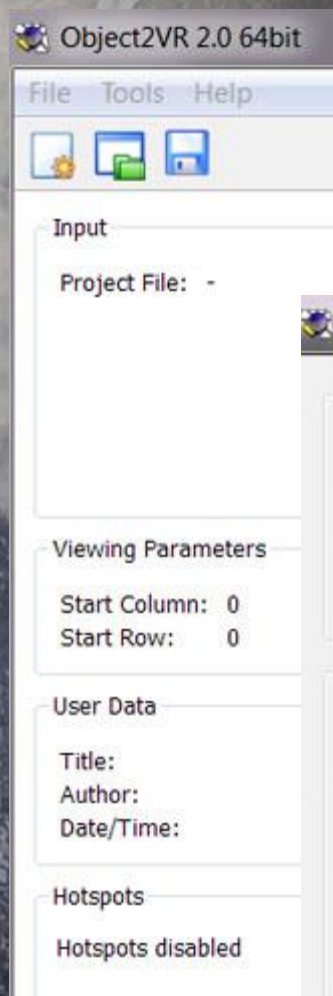 Object2VR 2.0 64bit
File Tools Help
Input
Project File: -
Viewing Parameters
Start Column: 0
Start Row: 0
User Data
Title:
Author:
Date/Time:
Hotspots
Hotspots disabled